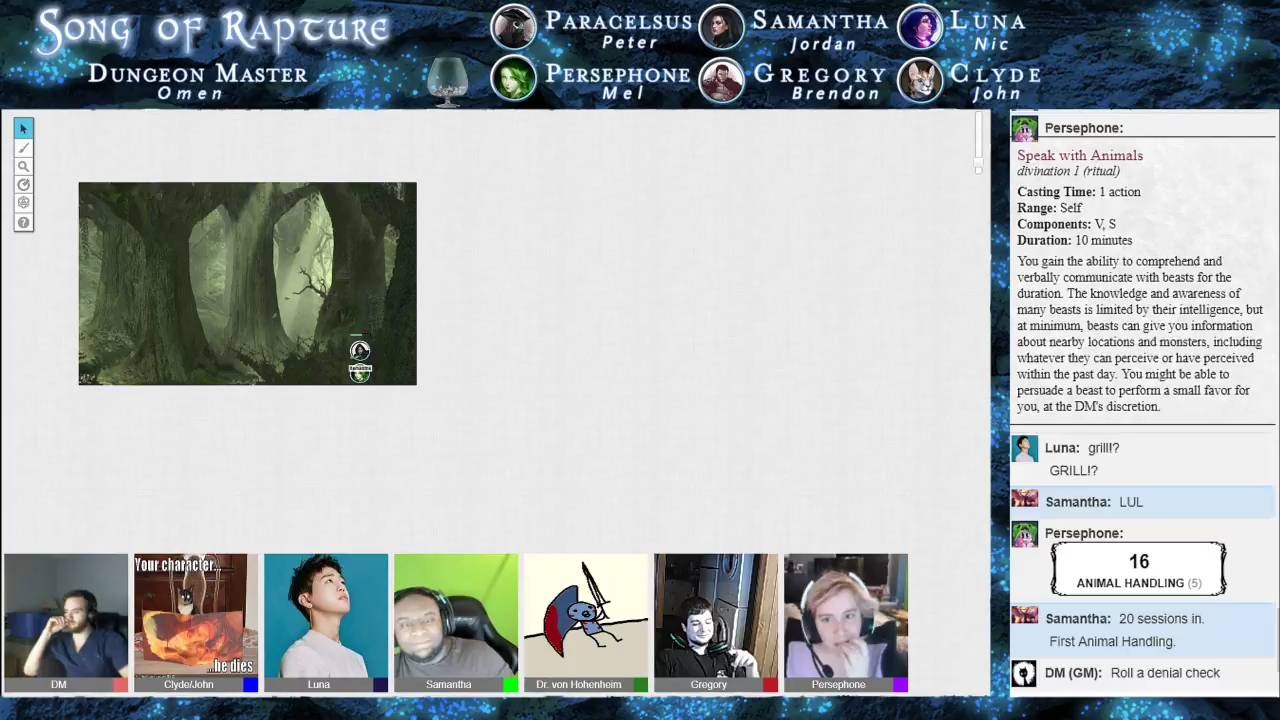 Song of Rapture
Dungeon Master
Omen
Paracelsus
Peter
Samantha
Jordan
Luna
Nic
Persephone
Mel
Gregory
Brendon
Clyde
John
Samantha
Persephone:
Speak with Animals
divination 1 (ritual)
Casting Time: 1 action
Range: Self
Components: V, S
Duration: 10 minutes
You gain the ability to comprehend and
verbally communicate with beasts for the
duration. The knowledge and awareness of
many beasts is limited by their intelligence, but
at minimum, beasts can give you information
about nearby locations and monsters, including
whatever they can perceive or have perceived
within the past day. You might be able to
persuade a beast to perform a small favor for
you, at the DM's discretion.
Luna: grill!?
GRILL!?
Samantha: LUL
Persephone:
16
ANIMAL HANDLING (5)
Samantha: 20 sessions in.
First Animal Handling.
DM (GM): Roll a denial check
Your character...
...he dies
DM
Clyde/John
Luna
Samantha
Dr. von Hohenheim
Gregory
Persephone